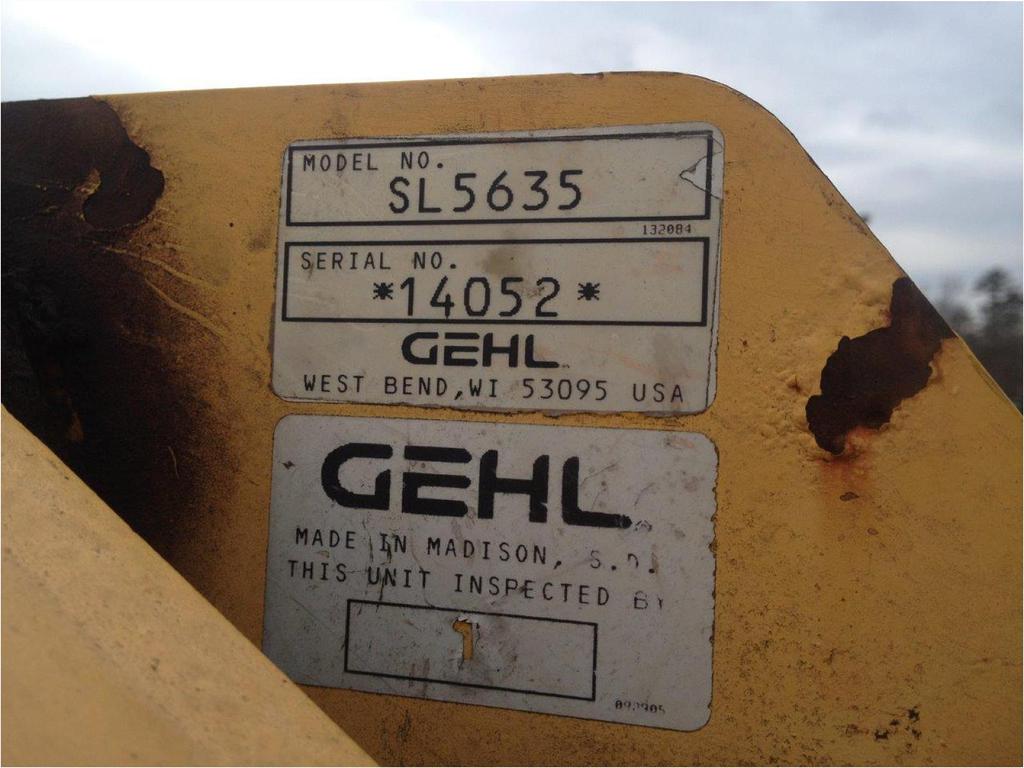 MODEL NO.
SL5635
132084
SERIAL NO.
*14052*
GEHL
WEST BEND, WI 53095 USA
GEHL
MADE IN MADISON, S.D.
THIS UNIT INSPECTED BY
1